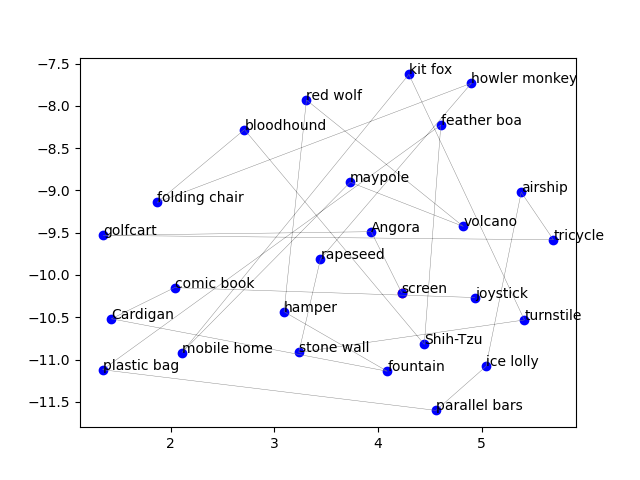 −7.5
kit fox
howler monkey
red wolf
−8.0
feather boa
bloodhound
−8.5
maypole
−9.0
airship
folding chair
volcano
golfcart
Angora
−9.5
tricycle
rapeseed
−10.0
comic book
screen
joystick
hamper
−10.5
Cardigan
turnstile
mobile home
stone wall
Shih-Tzu
−11.0
plastic bag
fountain
ice lolly
−11.5
parallel bars
2
3
4
5